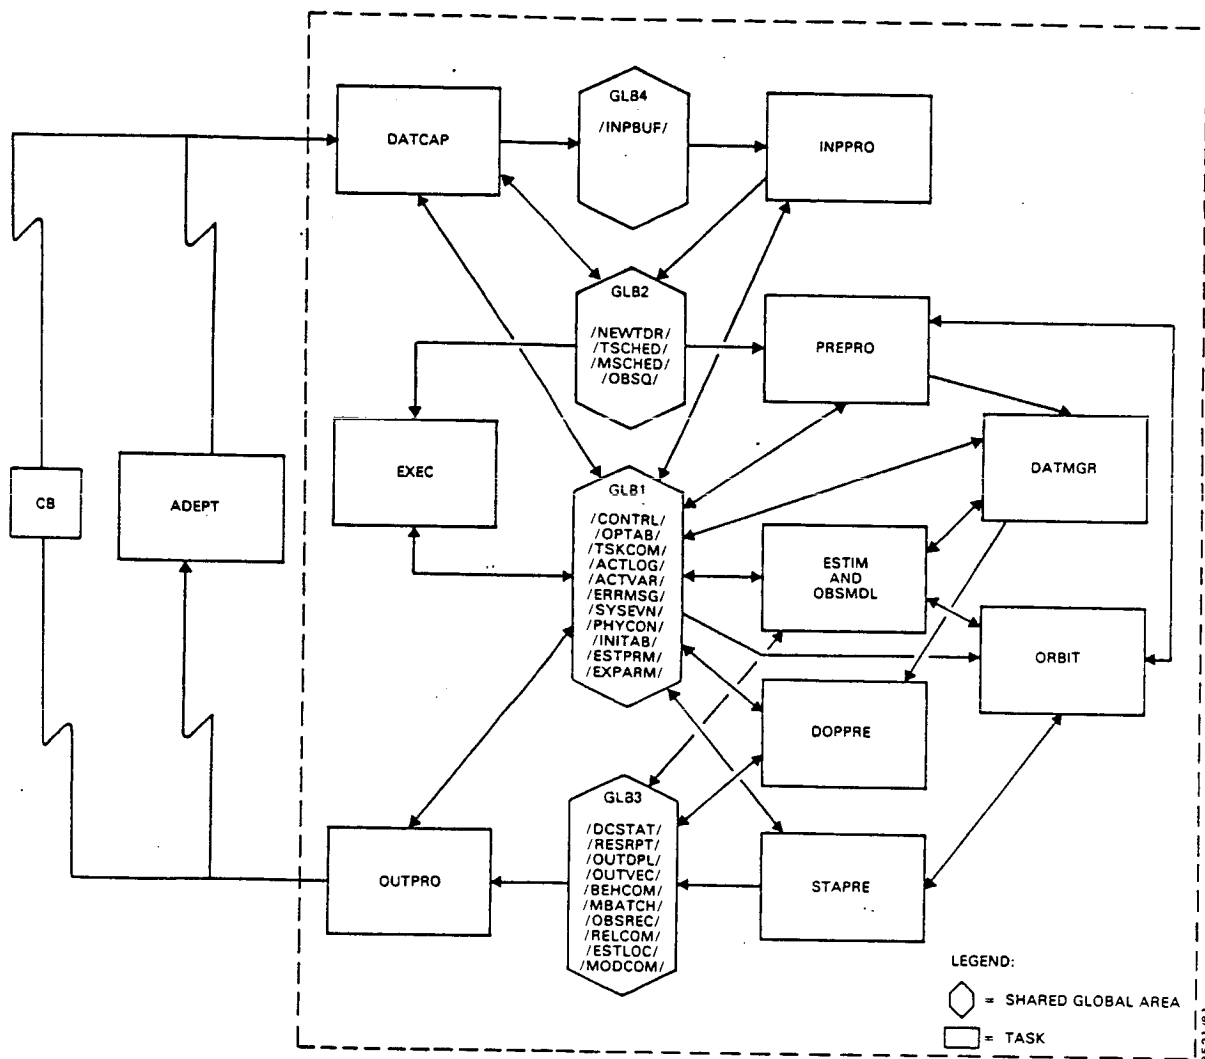 GLB4
/INPBUF/
DATCAP
INPPRO
GLB2
/NEWTDR/
/TSCHED/
/MSCHED/
/OBSQ/
PREPRO
EXEC
DATMGR
CB
ADEPT
GLB1
/CONTRL/
/OPTAB/
/TSKCOM/
/ACTLOG/
/ACTVAR/
/ERRMSG/
/SYSEVN/
/PHYCON/
/INITAB/
/ESTPRM/
/EXPARM/
ESTIM
AND
OBSMDL
ORBIT
DOPPRE
GLB3
/DCSTAT/
/RESRPT/
/OUTDPL/
/OUTVEC/
/BEHCOM/
/MBATCH/
/OBSREC/
/RELCOM/
/ESTLOC/
/MODCOM/
OUTPRO
STAPRE
LEGEND:
= SHARED GLOBAL AREA
= TASK